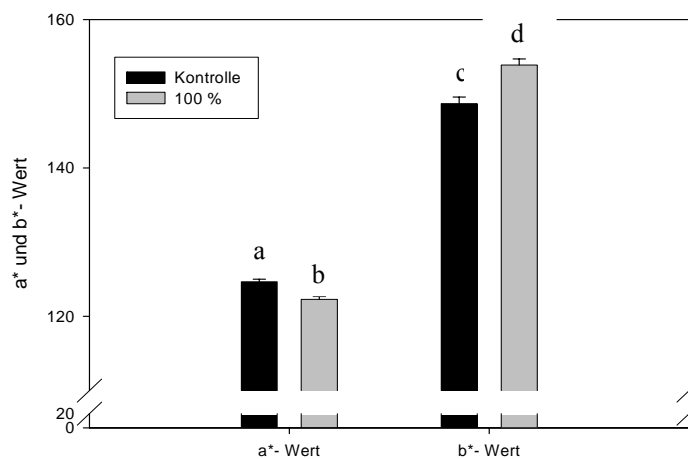 160
d
c
Kontrolle
100 %
140
a* und b*- Wert
a
b
120
20
0
a*- Wert
b*- Wert